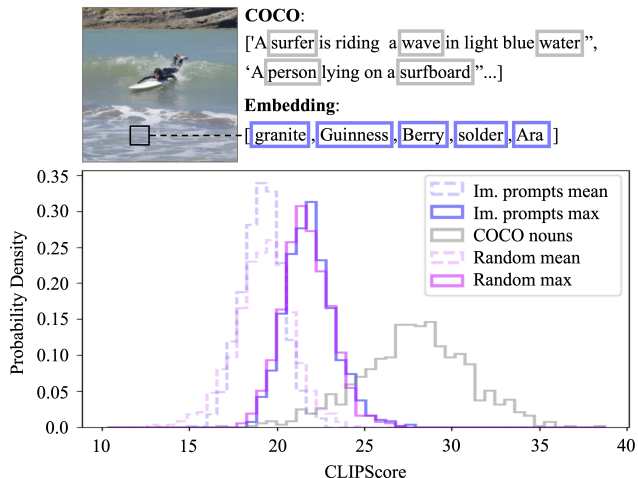 COCO:
['A surfer is riding a wave in light blue water”,
‘A person lying on a surfboard ”...]
Embedding:
[ granite , Guinness , Berry , solder , Ara ]
0.35
0.30
0.25
0.20
0.15
0.10
0.05
0.0
Probability Density
Im. prompts mean
Im. prompts max
COCO nouns
Random mean
Random max
10 15 20 25 30 35 40
CLIPScore